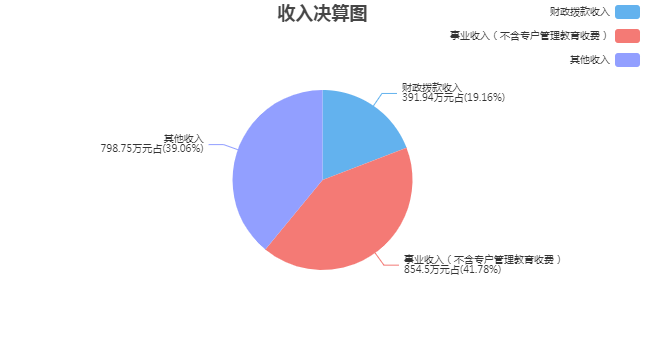 收入决算图
财政拨款收入
事业收入（不含专户管理教育收费）
其他收入
财政拨款收入
391.94万元占(19.16%)
其他收入
798.75万元占(39.06%)
事业收入（不含专户管理教育收费）
854.5万元占(41.78%)